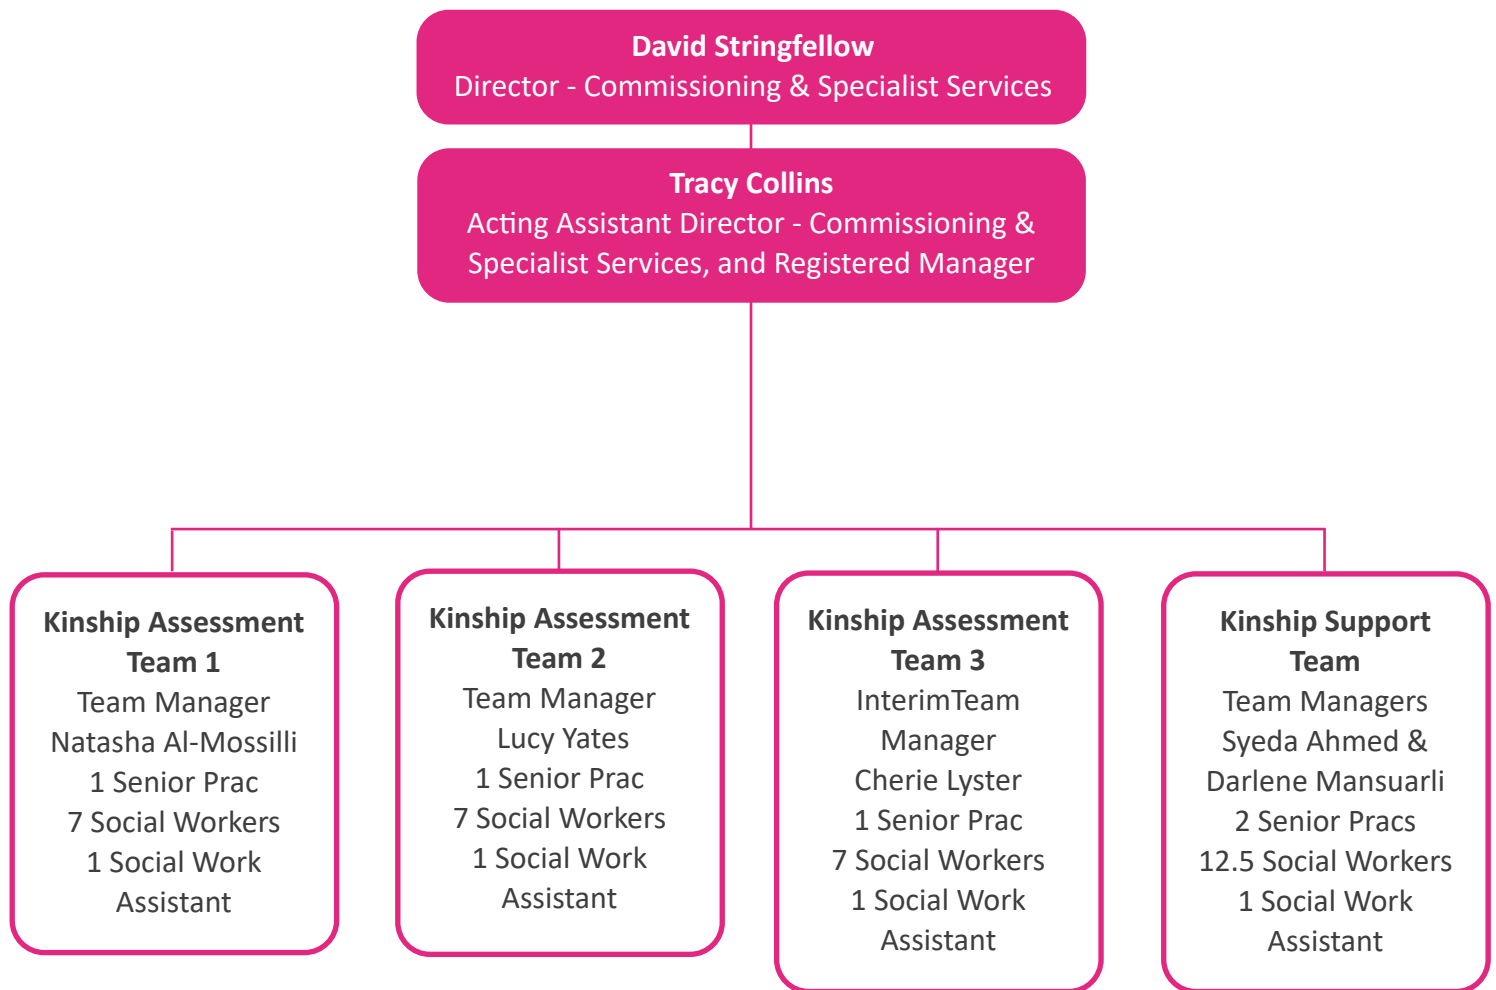 David Stringfellow
Director - Commissioning & Specialist Services
Tracy Collins
Acting Assistant Director - Commissioning &
Specialist Services, and Registered Manager
Kinship Assessment
Team 1
Team Manager
Natasha Al-Mossilli
1 Senior Prac
7 Social Workers
1 Social Work
Assistant
Kinship Assessment
Team 2
Team Manager
Lucy Yates
1 Senior Prac
7 Social Workers
1 Social Work
Assistant
Kinship Assessment
Team 3
InterimTeam
Manager
Cherie Lyster
1 Senior Prac
7 Social Workers
1 Social Work
Assistant
Kinship Support
Team
Team Managers
Syeda Ahmed &
Darlene Mansuarli
2 Senior Pracs
12.5 Social Workers
1 Social Work
Assistant